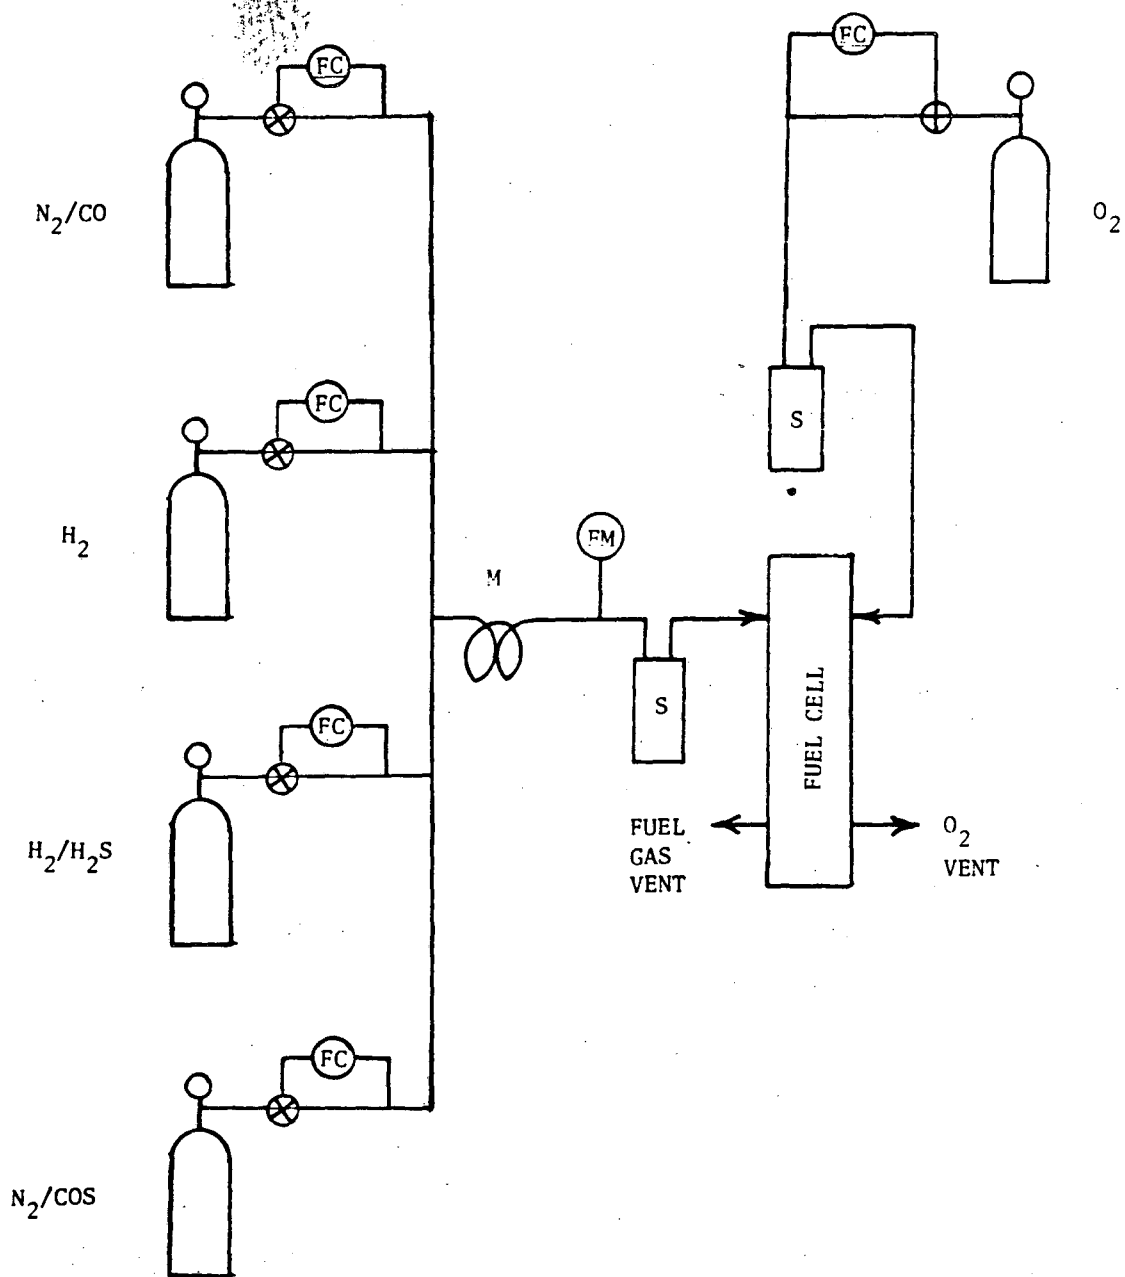 FC
FC
N₂/CO
O₂
FC
S
H₂
FM
M
S
FUEL CELL
FC
H₂/H₂S
FUEL
GAS
VENT
O₂
VENT
FC
N₂/COS